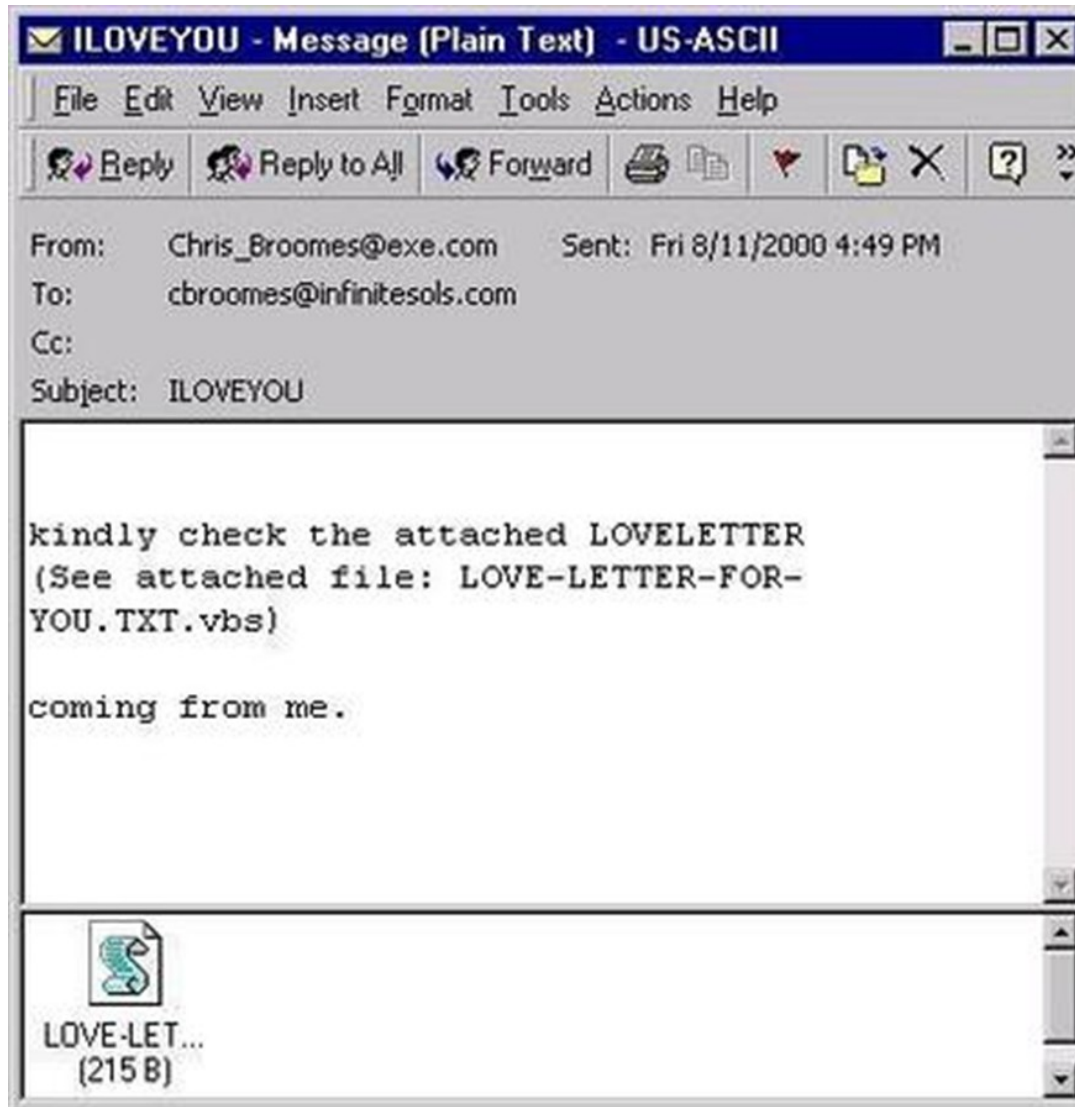 ILOVEYOU - Message (Plain Text) - US-ASCII
File Edit View Insert Format Tools Actions Help
Reply Reply to All Forward
From: Chris_Broomes@exe.com Sent: Fri 8/11/2000 4:49 PM
To: cbroomes@infinitesols.com
Cc:
Subject: ILOVEYOU
kindly check the attached LOVELETTER
(See attached file: LOVE-LETTER-FOR-
YOU.TXT.vbs)
coming from me.
LOVE-LET...
(215 B)